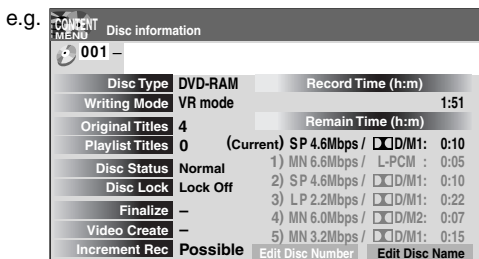 e.g.
CONTENT MENU Disc information
001 –
Disc Type DVD-RAM Record Time (h:m)
Writing Mode VR mode 1:51
Original Titles 4 Remain Time (h:m)
Playlist Titles 0 (Current) SP 4.6Mbps / D/M1: 0:10
1) MN 6.6Mbps / L-PCM : 0:05
Disc Status Normal 2) SP 4.6Mbps / D/M1: 0:10
Disc Lock Lock Off 3) LP 2.2Mbps / D/M1: 0:22
Finalize – 4) MN 6.0Mbps / D/M2: 0:07
Video Create – 5) MN 3.2Mbps / D/M1: 0:15
Increment Rec Possible Edit Disc Number Edit Disc Name